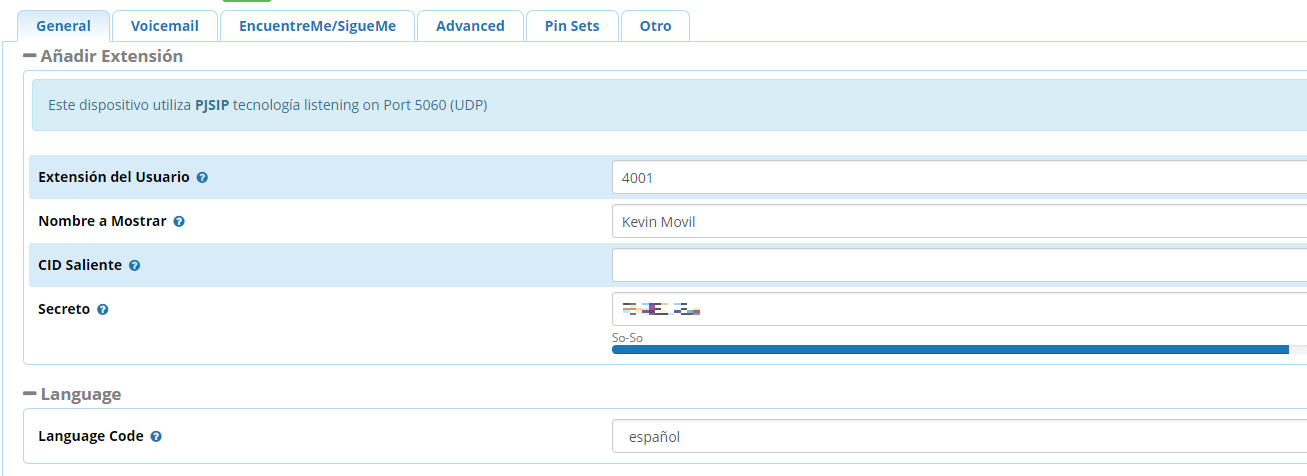 General Voicemail EncuentreMe/SigueMe Advanced Pin Sets Otro
Añadir Extensión
Este dispositivo utiliza PJSIP tecnología listening on Port 5060 (UDP)
Extensión del Usuario 4001
Nombre a Mostrar Kevin Movil
CID Saliente
Secreto
So-So
Language
Language Code español